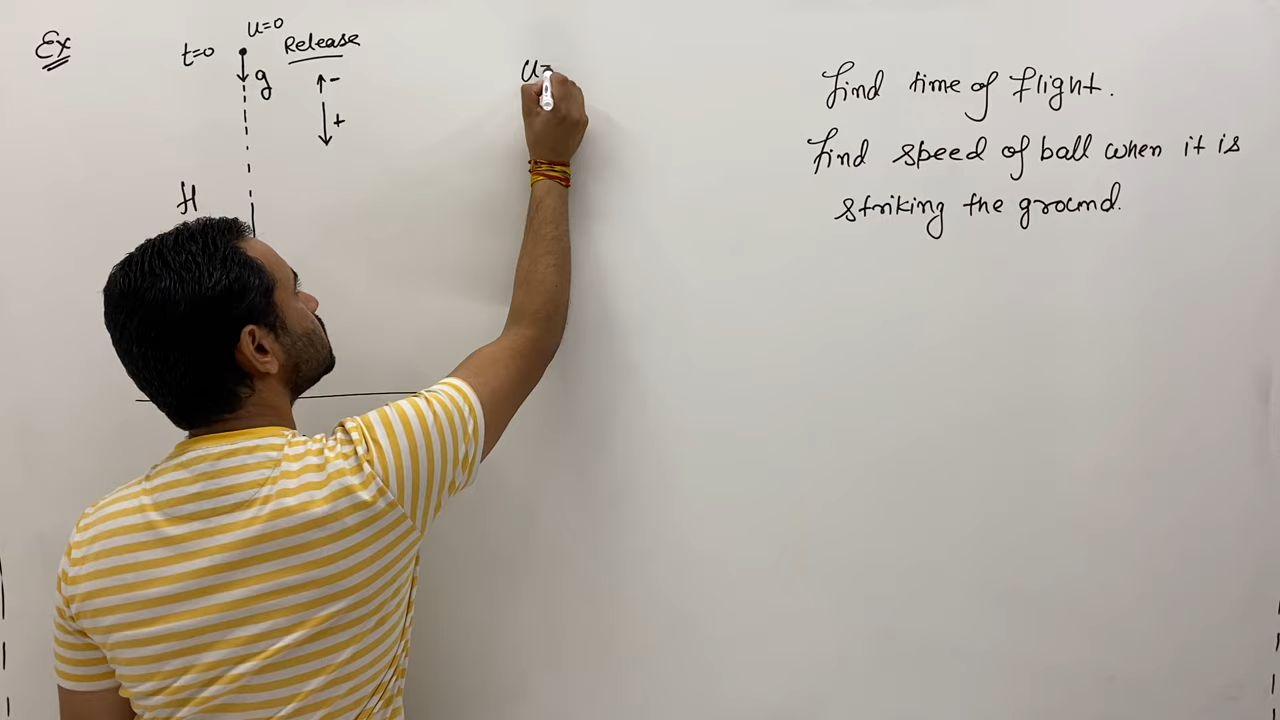 Ex
u=0
t=0
Release
g
-
+
H
u=
find time of flight.
find speed of ball when it is
striking the ground.